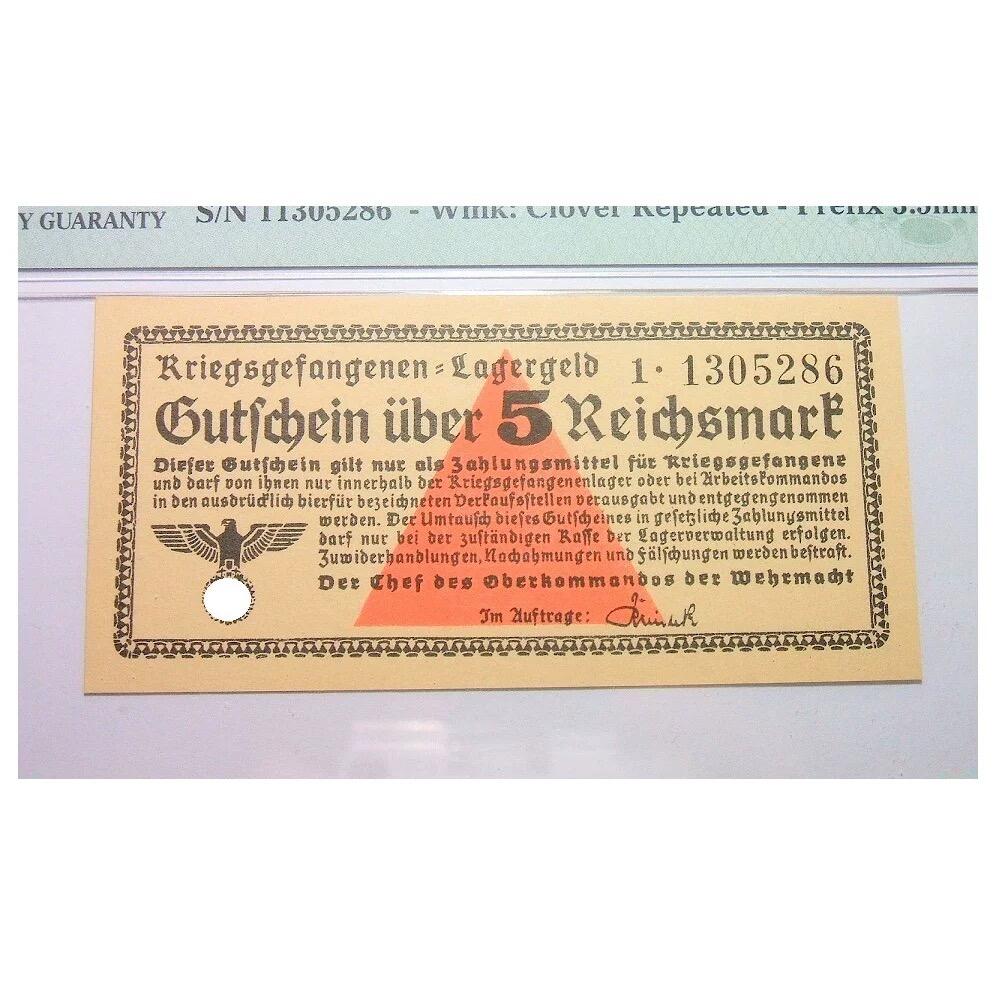 Y GUARANTY
S/N 11305286 - Wmk: Clover Repeated - Prefix 3.5mm
Kriegsgefangenen=Lagergeld 1· 1305286
Gutſchein über 5 Reichsmark
Dieſer Gutſchein gilt nur als Zahlungsmittel für Kriegsgefangene
und darf von ihnen nur innerhalb der Kriegsgefangenenlager oder bei Arbeitskommandos
in den ausdrücklich hierfür bezeichneten Verkaufsſtellen verausgabt und entgegengenommen
werden. Der Umtauſch dieſes Gutſcheines in geſetzliche Zahlungsmittel
darf nur bei der zuſtändigen Kaſſe der Lagerverwaltung erfolgen.
Zuwiderhandlungen, Nachahmungen und Fälſchungen werden beſtraft.
Der Chef des Oberkommandos der Wehrmacht
Im Auftrage: